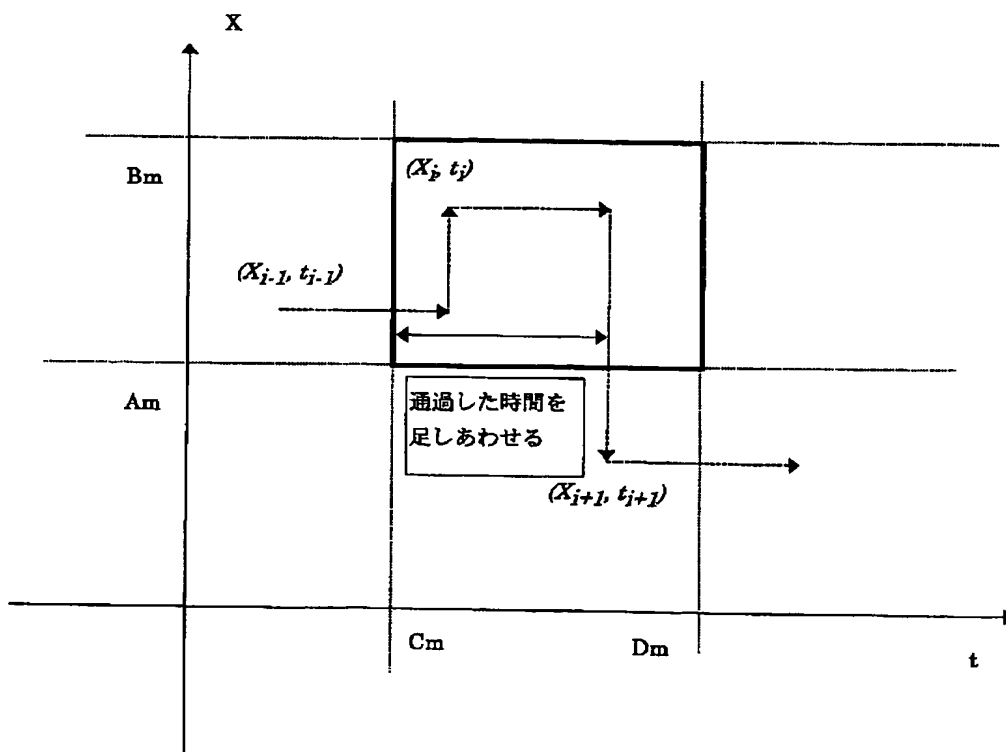 X
Bm
(Xi, ti)
(Xi-1, ti-1)
Am
通過した時間を
足しあわせる
(Xi+1, ti+1)
Cm
Dm
t